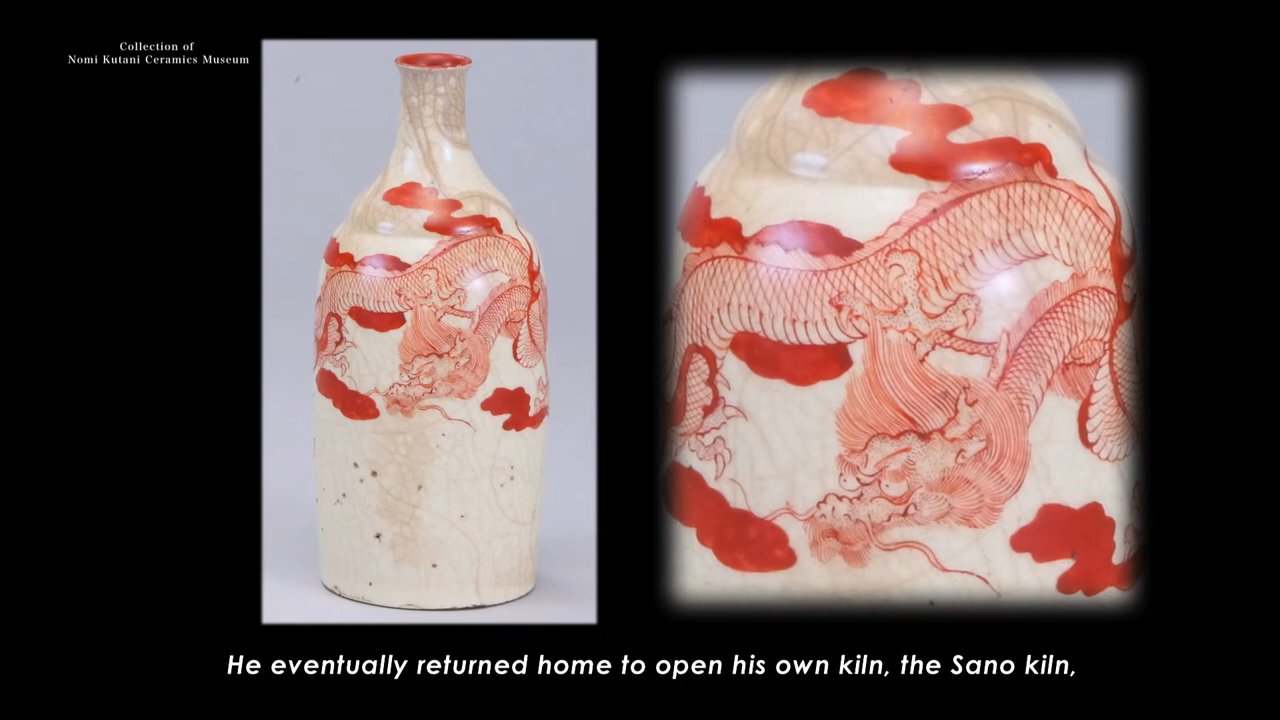 Collection of
Nomi Kutani Ceramics Museum
He eventually returned home to open his own kiln, the Sano kiln,